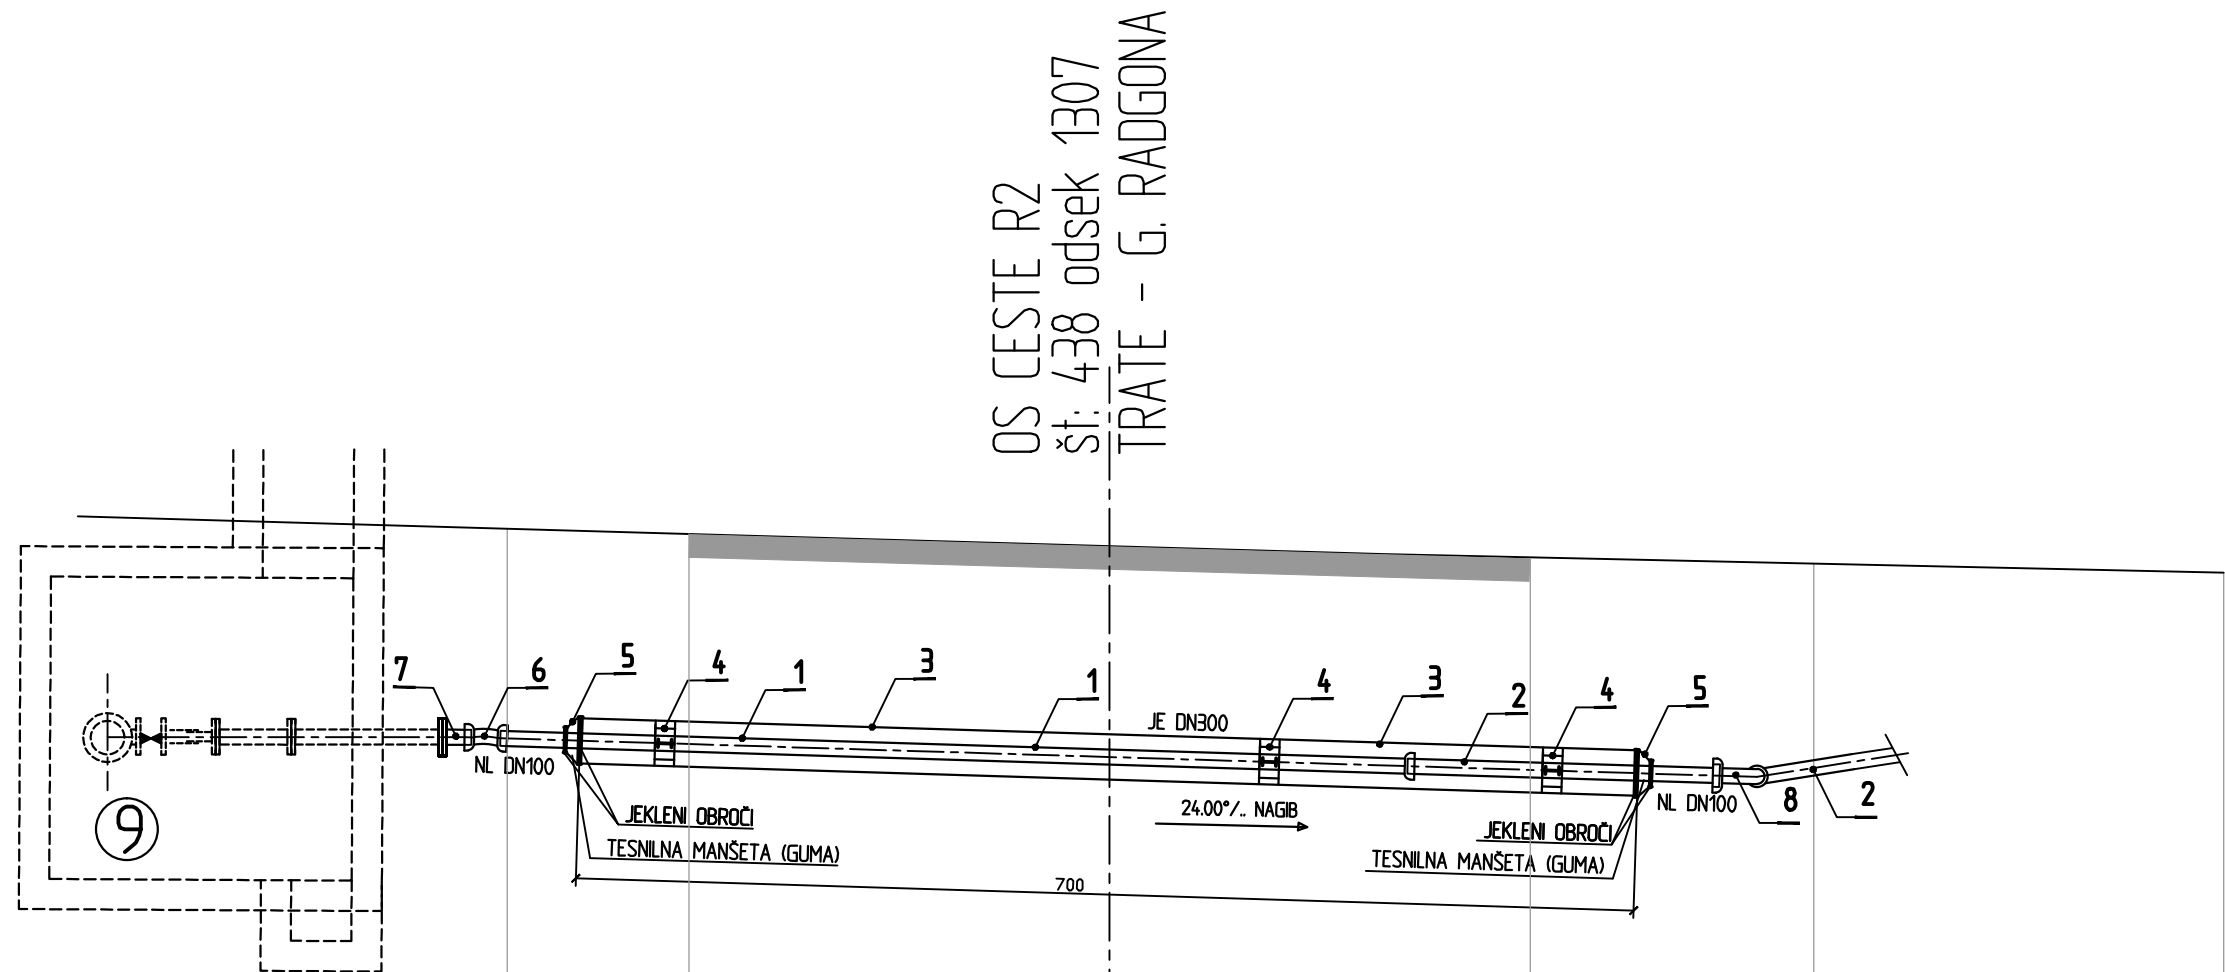 OS CESTE R2
št: 438 odsek 1307
TRATE - G. RADGONA
7
6
5
4
1
3
1
4
3
2
4
5
JE DN300
NL DN100
NL DN100
8
2
JEKLENI OBROČI
24.00°/.. NAGIB
JEKLENI OBROČI
TESNILNA MANŠETA (GUMA)
TESNILNA MANŠETA (GUMA)
9
700